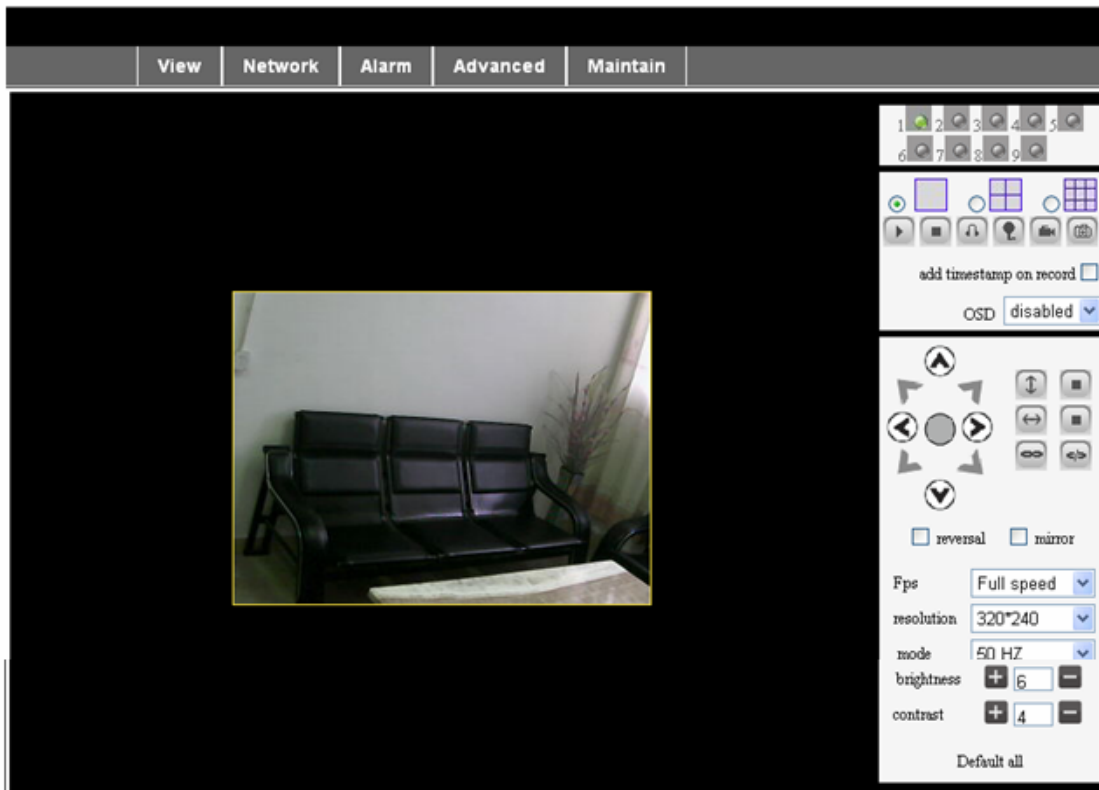 View Network Alarm Advanced Maintain
1 2 3 4 5
6 7 8 9
add timestamp on record
OSD disabled
reversal mirror
Fps Full speed
resolution 320*240
mode 50 HZ
brightness 6
contrast 4
Default all